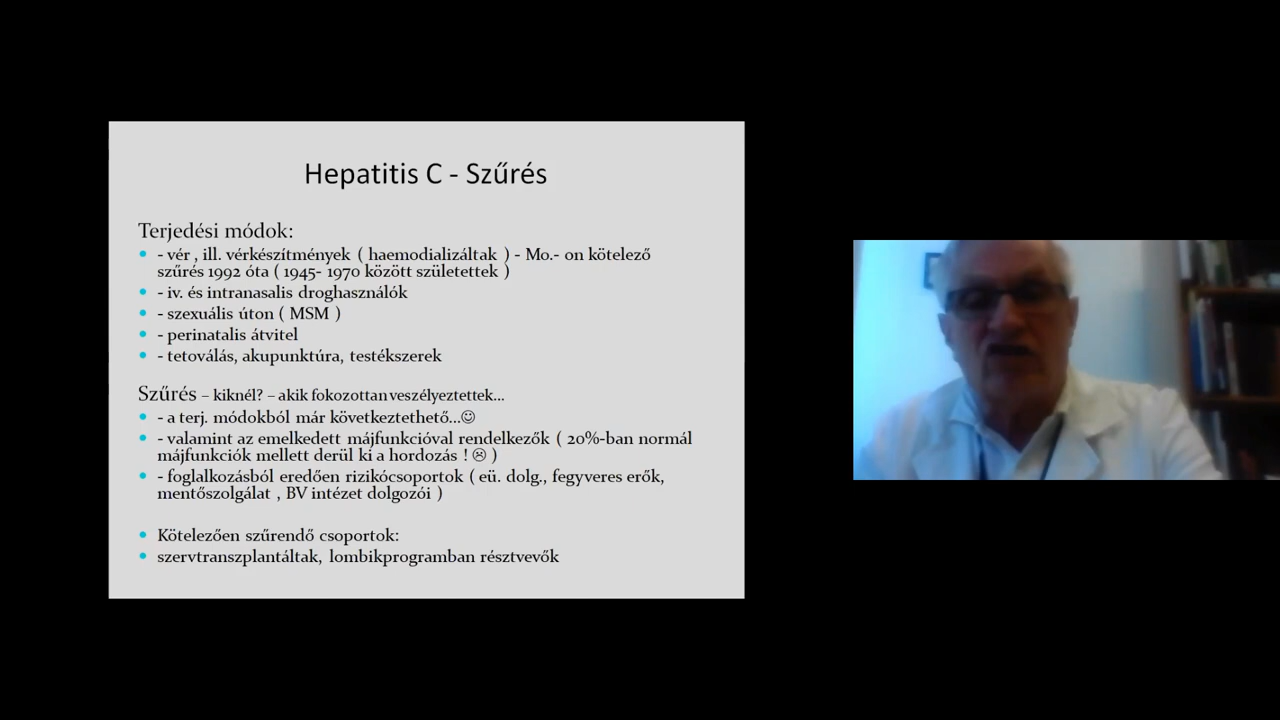 Hepatitis C - Szűrés
Terjedési módok:
- vér , ill. vérkészítmények ( haemodializáltak ) - Mo.- on kötelező
szűrés 1992 óta ( 1945- 1970 között születettek )
- iv. és intranasalis droghasználók
- szexuális úton ( MSM )
- perinatalis átvitel
- tetoválás, akupunktúra, testékszerek
Szűrés – kiknél? – akik fokozottan veszélyeztettek...
- a terj. módokból már következtethető...☺
- valamint az emelkedett májfunkcióval rendelkezők ( 20%-ban normál
májfunkciók mellett derül ki a hordozás ! ☹ )
- foglalkozásból eredően rizikócsoportok ( eü. dolg., fegyveres erők,
mentőszolgálat , BV intézet dolgozói )
Kötelezően szűrendő csoportok:
szervtranszplantáltak, lombikprogramban résztvevők